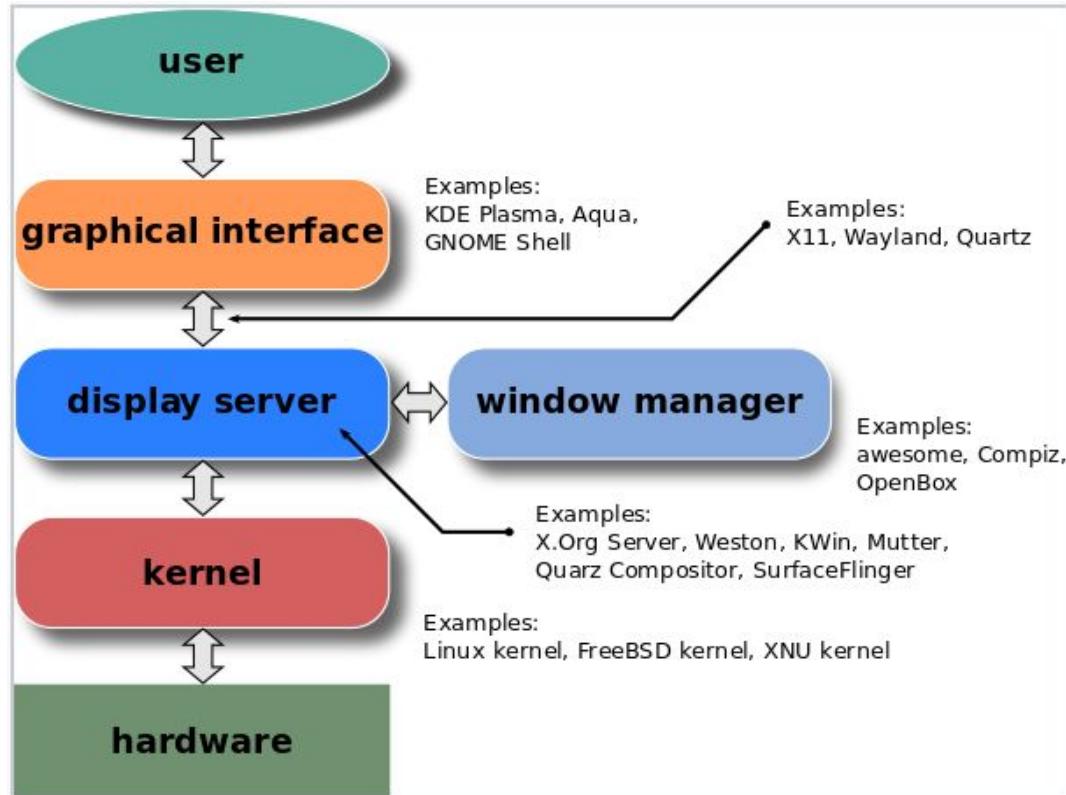 user
graphical interface
Examples:
KDE Plasma, Aqua,
GNOME Shell
Examples:
X11, Wayland, Quartz
display server
window manager
Examples:
awesome, Compiz,
OpenBox
Examples:
X.Org Server, Weston, KWin, Mutter,
Quarz Compositor, SurfaceFlinger
kernel
Examples:
Linux kernel, FreeBSD kernel, XNU kernel
hardware